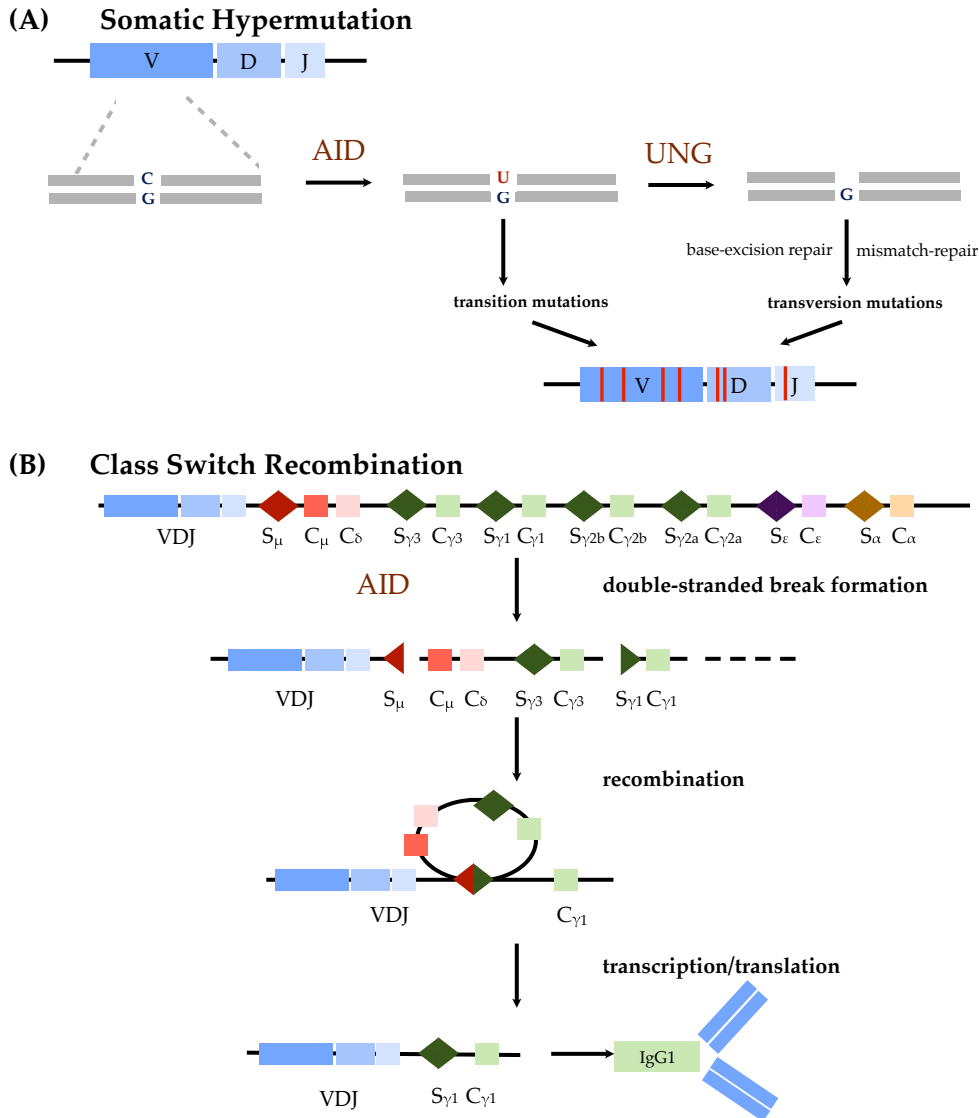 (A) Somatic Hypermutation
V D J
AID UNG
C U
G G G
base-excision repair mismatch-repair
transition mutations transversion mutations
V D J
(B) Class Switch Recombination
VDJ Sμ Cμ Cδ Sγ3 Cγ3 Sγ1 Cγ1 Sγ2b Cγ2b Sγ2a Cγ2a Sε Cε Sα Cα
AID double-stranded break formation
VDJ Sμ Cμ Cδ Sγ3 Cγ3 Sγ1 Cγ1
recombination
VDJ Cγ1
transcription/translation
IgG1
VDJ Sγ1 Cγ1